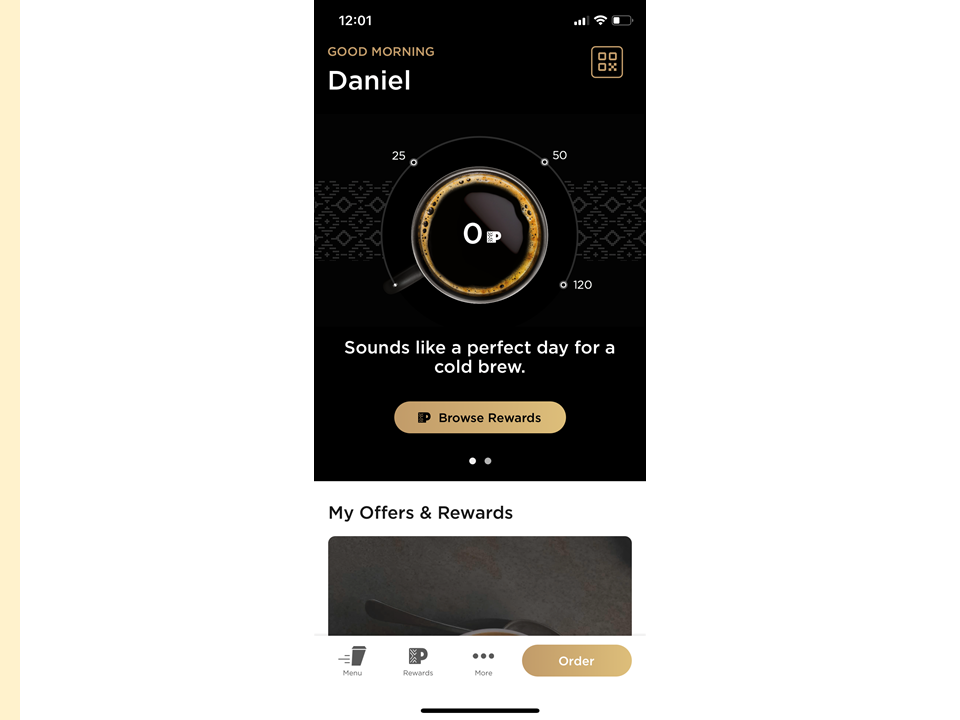 12:01
GOOD MORNING
Daniel
25
50
0
120
Sounds like a perfect day for a
cold brew.
Browse Rewards
My Offers & Rewards
Menu
Rewards
More
Order